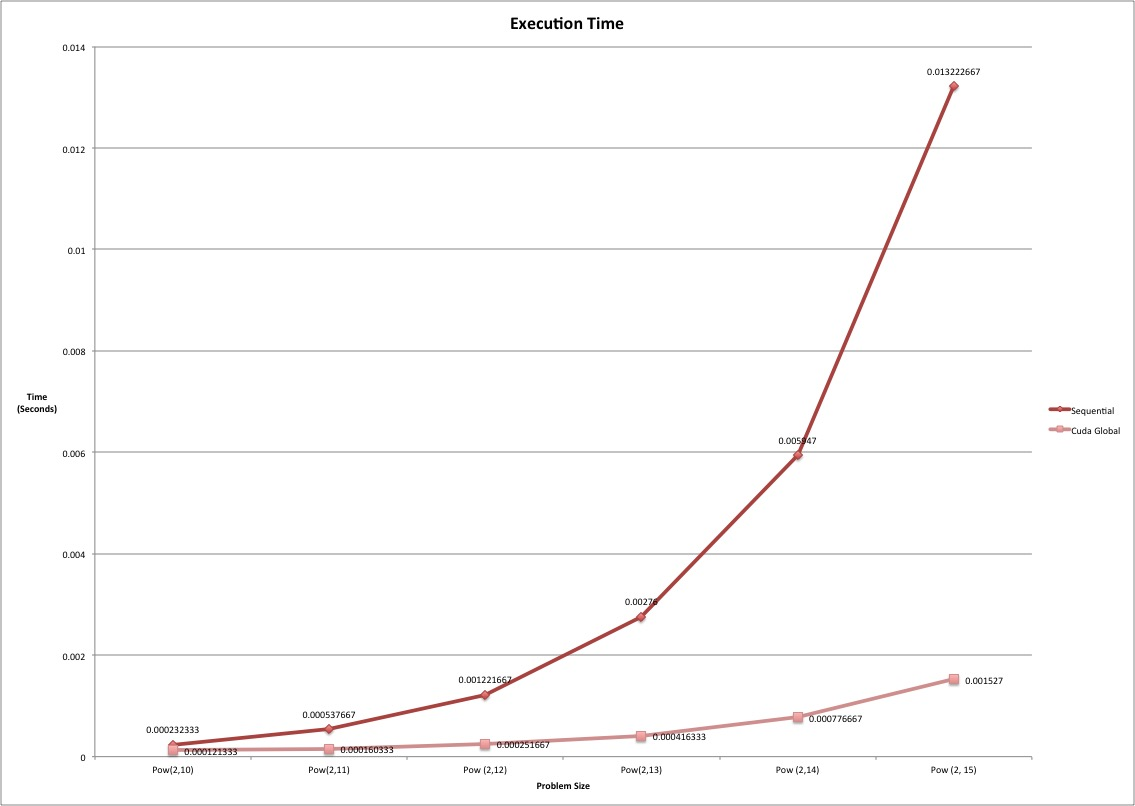 Execution Time
0.014
0.013222667
0.012
0.01
0.008
Time
(Seconds)
Sequential
Cuda Global
0.005947
0.006
0.004
0.00276
0.002
0.001221667
0.001527
0.000537667
0.000232333
0.000776667
0.000416333
0.000251667
0.000160333
0.000121333
0
Pow(2,10) Pow(2,11) Pow (2,12) Pow(2,13) Pow (2,14) Pow (2, 15)
Problem Size